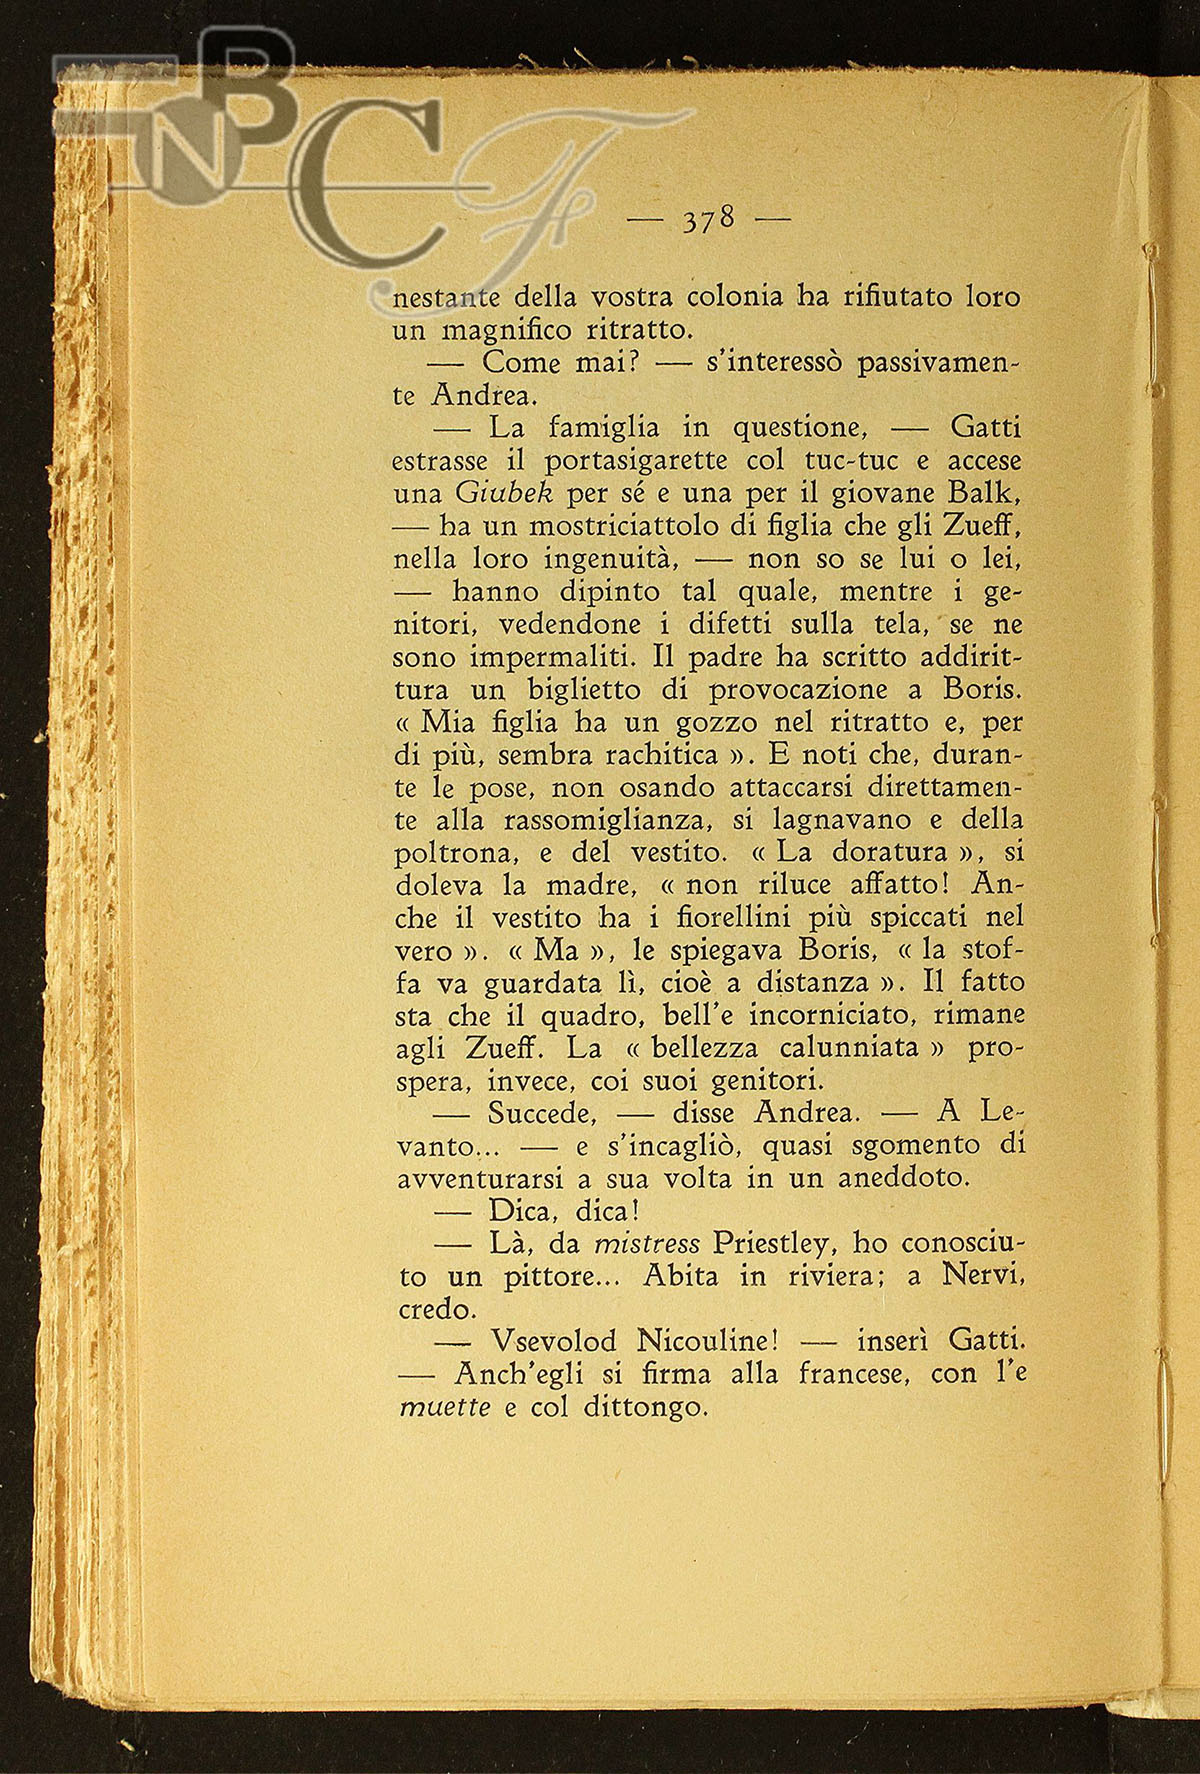 BNCF
— 378 —
nestante della vostra colonia ha rifiutato loro
un magnifico ritratto.
— Come mai? — s'interessò passivamen-
te Andrea.
— La famiglia in questione, — Gatti
estrasse il portasigarette col tuc-tuc e accese
una Giubek per sé e una per il giovane Balk,
— ha un mostriciattolo di figlia che gli Zueff,
nella loro ingenuità, — non so se lui o lei,
— hanno dipinto tal quale, mentre i ge-
nitori, vedendone i difetti sulla tela, se ne
sono impermaliti. Il padre ha scritto addirit-
tura un biglietto di provocazione a Boris.
« Mia figlia ha un gozzo nel ritratto e, per
di più, sembra rachitica ». E noti che, duran-
te le pose, non osando attaccarsi direttamen-
te alla rassomiglianza, si lagnavano e della
poltrona, e del vestito. « La doratura », si
doleva la madre, « non riluce affatto! An-
che il vestito ha i fiorellini più spiccati nel
vero ». « Ma », le spiegava Boris, « la stof-
fa va guardata lì, cioè a distanza ». Il fatto
sta che il quadro, bell'e incorniciato, rimane
agli Zueff. La « bellezza calunniata » pro-
spera, invece, coi suoi genitori.
— Succede, — disse Andrea. — A Le-
vanto... — e s'incagliò, quasi sgomento di
avventurarsi a sua volta in un aneddoto.
— Dica, dica!
— Là, da mistress Priestley, ho conosciu-
to un pittore... Abita in riviera; a Nervi,
credo.
— Vsevolod Nicouline! — inserì Gatti.
— Anch'egli si firma alla francese, con l'e
muette e col dittongo.